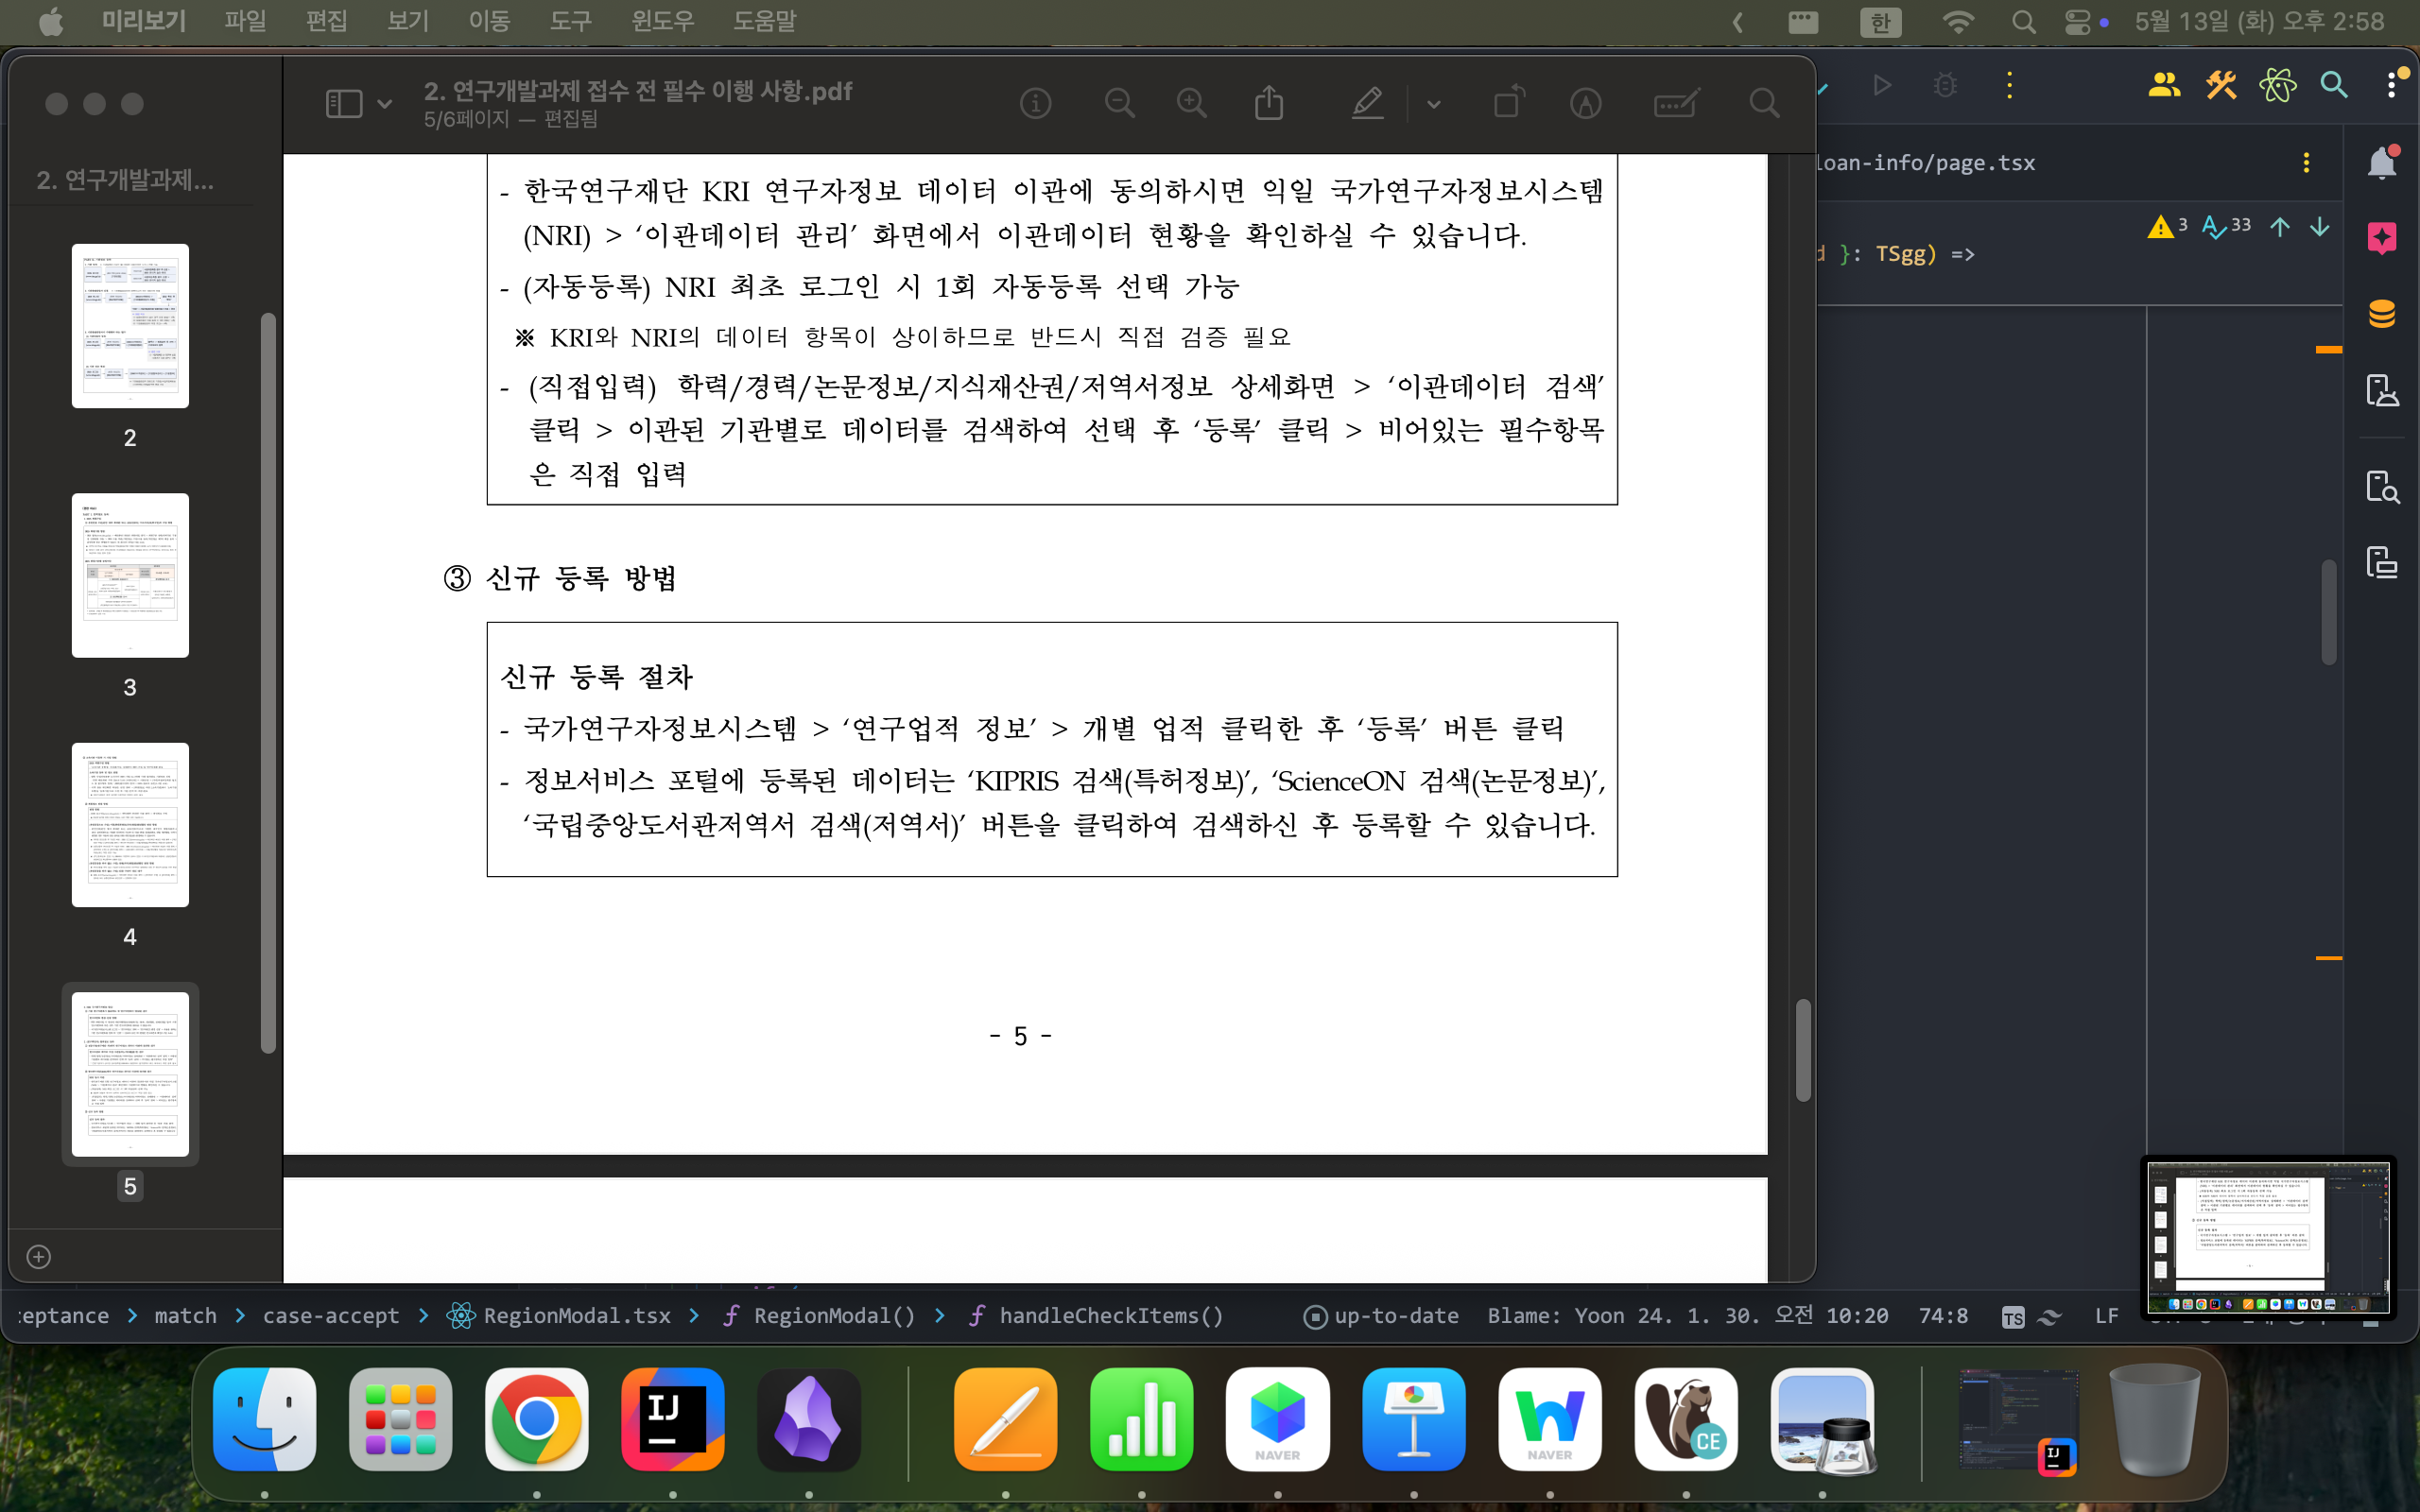 미리보기 파일 편집 보기 이동 도구 윈도우 도움말 한 5월 13일 (화) 오후 2:58
2. 연구개발과제...
2
3
4
5
2. 연구개발과제 접수 전 필수 이행 사항.pdf
5/6페이지 — 편집됨
- 한국연구재단 KRI 연구자정보 데이터 이관에 동의하시면 익일 국가연구자정보시스템
(NRI) > ‘이관데이터 관리’ 화면에서 이관데이터 현황을 확인하실 수 있습니다.
- (자동등록) NRI 최초 로그인 시 1회 자동등록 선택 가능
※ KRI와 NRI의 데이터 항목이 상이하므로 반드시 직접 검증 필요
- (직접입력) 학력/경력/논문정보/지식재산권/저역서정보 상세화면 > ‘이관데이터 검색’
클릭 > 이관된 기관별로 데이터를 검색하여 선택 후 ‘등록’ 클릭 > 비어있는 필수항목
은 직접 입력
③ 신규 등록 방법
신규 등록 절차
- 국가연구자정보시스템 > ‘연구업적 정보’ > 개별 업적 클릭한 후 ‘등록’ 버튼 클릭
- 정보서비스 포털에 등록된 데이터는 ‘KIPRIS 검색(특허정보)’, ‘ScienceON 검색(논문정보)’,
‘국립중앙도서관저역서 검색(저역서)’ 버튼을 클릭하여 검색하신 후 등록할 수 있습니다.
- 5 -
loan-info/page.tsx
3 33
d }: TSgg) =>
:eptance > match > case-accept > RegionModal.tsx > f RegionModal() > f handleCheckItems() up-to-date Blame: Yoon 24. 1. 30. 오전 10:20 74:8 TS LF
IJ
NAVER
NAVER
CE
IJ